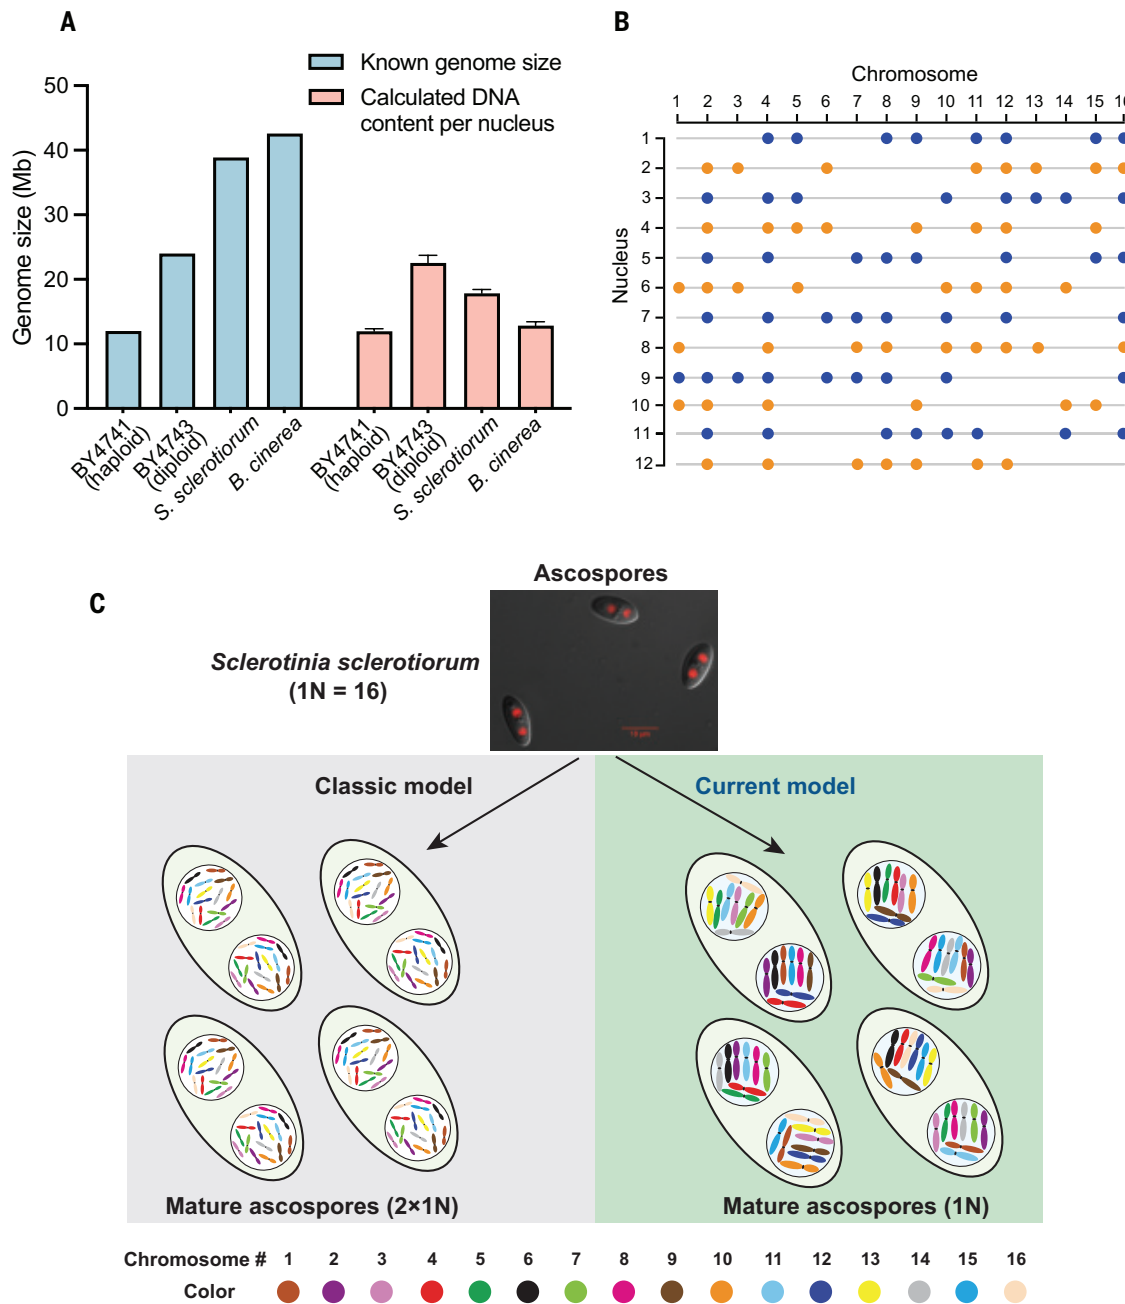 A
Known genome size
Calculated DNA
content per nucleus
Genome size (Mb)
50
40
30
20
10
0
BY4741
(haploid)
BY4743
(diploid)
S. sclerotiorum
B. cinerea
BY4741
(haploid)
BY4743
(diploid)
S. sclerotiorum
B. cinerea
B
Chromosome
1 2 3 4 5 6 7 8 9 10 11 12 13 14 15 16
Nucleus
1
2
3
4
5
6
7
8
9
10
11
12
C
Ascospores
Sclerotinia sclerotiorum
(1N = 16)
10 μm
Classic model
Current model
Mature ascospores (2×1N)
Mature ascospores (1N)
Chromosome # 1 2 3 4 5 6 7 8 9 10 11 12 13 14 15 16
Color